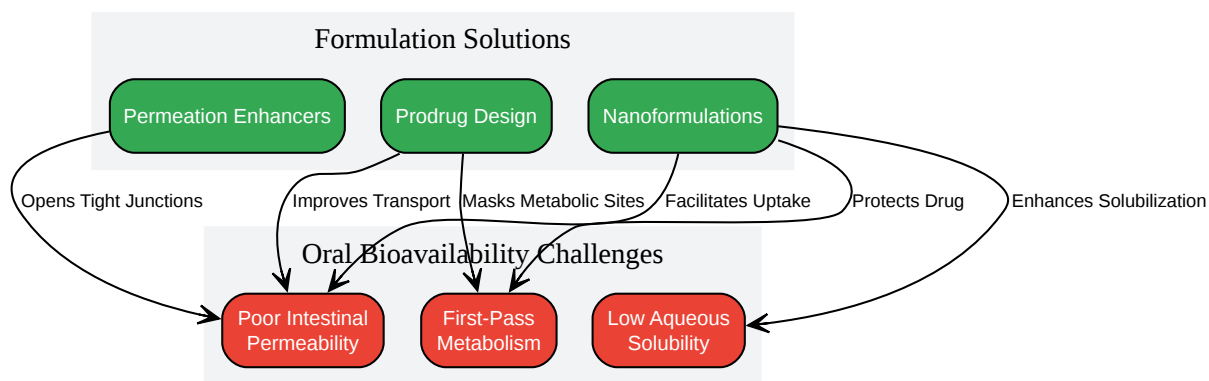 Formulation Solutions
Permeation Enhancers
Prodrug Design
Nanoformulations
Opens Tight Junctions
Improves Transport
Masks Metabolic Sites
Facilitates Uptake
Protects Drug
Enhances Solubilization
Oral Bioavailability Challenges
Poor Intestinal
Permeability
First-Pass
Metabolism
Low Aqueous
Solubility